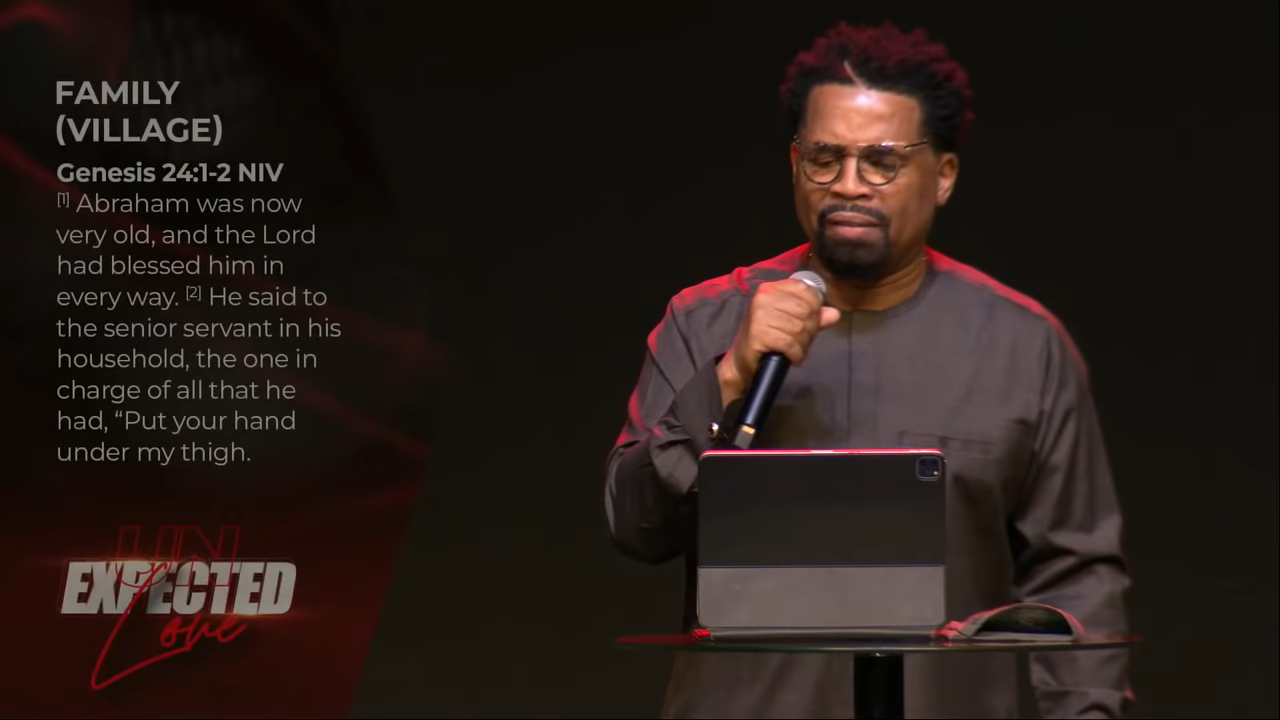 FAMILY
(VILLAGE)
Genesis 24:1-2 NIV
[1] Abraham was now
very old, and the Lord
had blessed him in
every way. [2] He said to
the senior servant in his
household, the one in
charge of all that he
had, “Put your hand
under my thigh.
UN
EXPECTED
Love